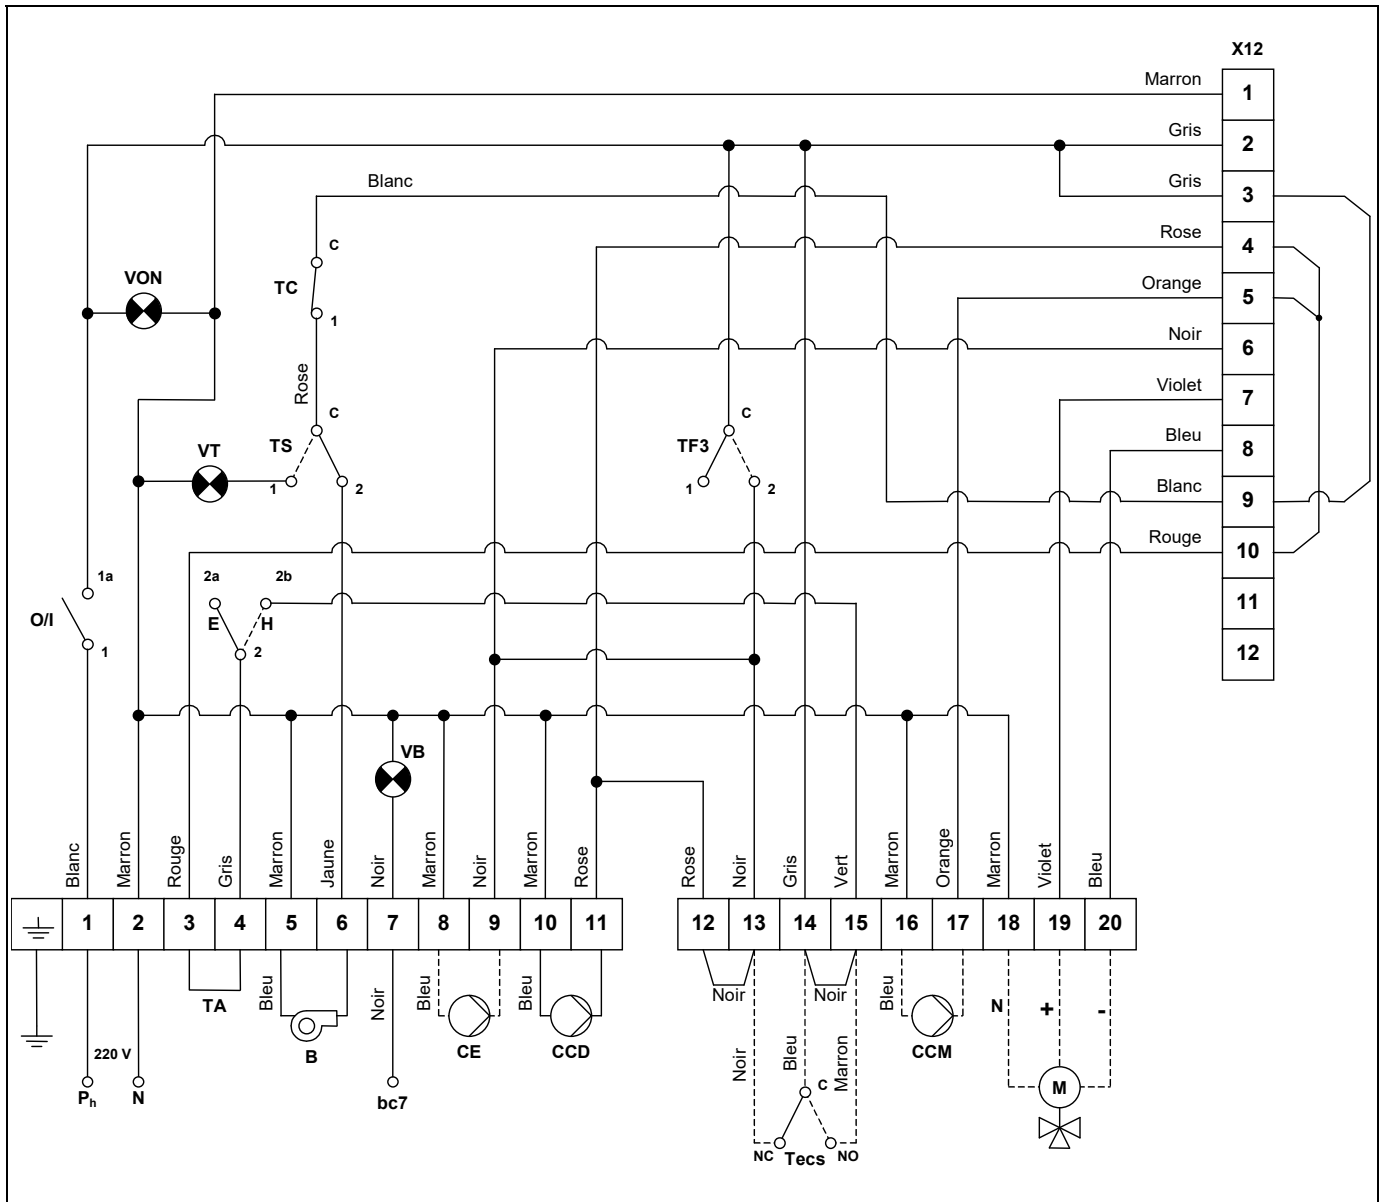 X12
Marron 1
Gris 2
Gris 3
Blanc
Rose 4
C
Orange 5
VON
TC
1
Noir 6
Rose
Violet 7
C
C
Bleu 8
TS
TF3
VT
1
2
1
2
Blanc 9
Rouge 10
1a
2a
2b
11
O/I
E
H
1
2
12
VB
Blanc
Marron
Rouge
Gris
Marron
Jaune
Noir
Marron
Noir
Marron
Rose
Rose
Noir
Gris
Vert
Marron
Orange
Marron
Violet
Bleu
1 2 3 4 5 6 7 8 9 10 11
12 13 14 15 16 17 18 19 20
Bleu
Noir
Bleu
Bleu
Noir
Noir
Bleu
TA
N
+
-
220 V
B
CE
CCD
Noir
Bleu
Marron
CCM
Ph
N
bc7
C
M
NC
Tecs
NO